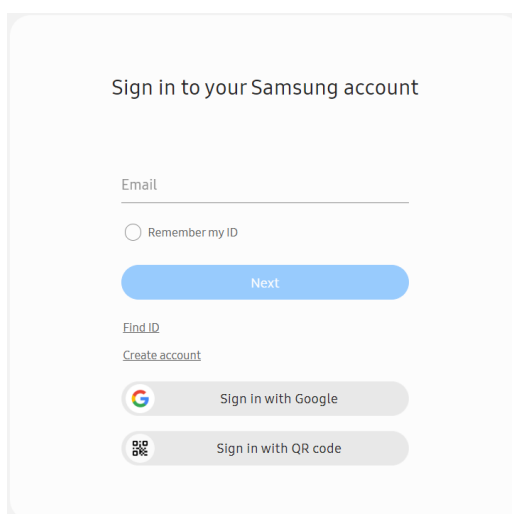 Sign in to your Samsung account
Email
Remember my ID
Next
Find ID
Create account
Sign in with Google
Sign in with QR code